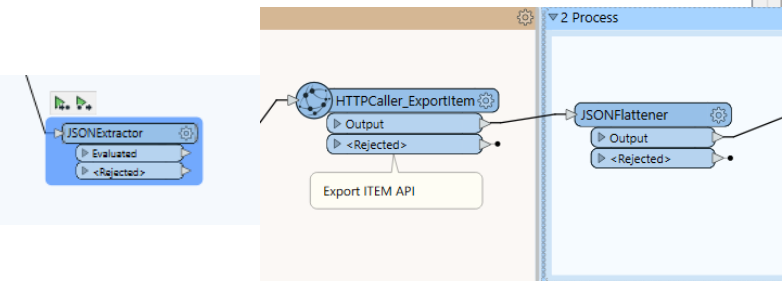 JSONExtractor
Evaluated
<Rejected>
HTTPCaller_ExportItem
Output
<Rejected>
Export ITEM API
2 Process
JSONFlattener
Output
<Rejected>